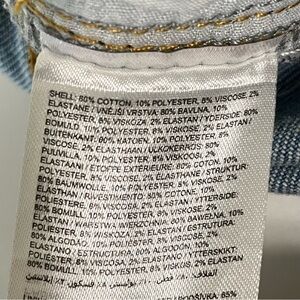 SHELL: 80% COTTON, 10% POLYESTER, 8% VISCOSE, 2%
ELASTANE / VNĚJŠÍ VRSTVA: 80% BAVLNA, 10%
POLYESTER, 8% VISKÓZA, 2% ELASTAN / YDERSIDE: 80%
BOMULD, 10% POLYESTER, 8% VISKOSE, 2% ELASTAN /
BUITENKANT: 80% KATOEN, 10% POLYESTER, 8%
VISCOSE, 2% ELASTAAN / ULKOKERROS: 80%
PUUVILLA, 10% POLYESTERI, 8% VISKOOSI, 2%
ELASTAANI / ÉTOFFE EXTÉRIEURE: 80% COTON, 10%
POLYESTER, 8% VISCOSE, 2% ÉLASTHANNE / STRUKTUR:
80% BAUMWOLLE, 10% POLYESTER, 8% VISKOSE, 2%
ELASTHAN / RIVESTIMENTO: 80% COTONE, 10%
POLIESTERE, 8% VISCOSA, 2% ELASTAN / YTTERSIDE:
80% BOMULL, 10% POLYESTER, 8% VISKOSE, 2%
ELASTAN / WARSTWA WIERZCHNIA: 80% BAWEŁNA, 10%
POLIESTER, 8% WISKOZA, 2% ELASTAN / ESTRUTURA:
80% ALGODÃO, 10% POLIÉSTER, 8% VISCOSE, 2%
ELASTANO / ESTRUCTURA: 80% ALGODÓN, 10%
POLIÉSTER, 8% VISCOSA, 2% ELASTANO / YTTERSKIKT:
80% BOMULL, 10% POLYESTER, 8% VISKOS, 2% ELASTAN